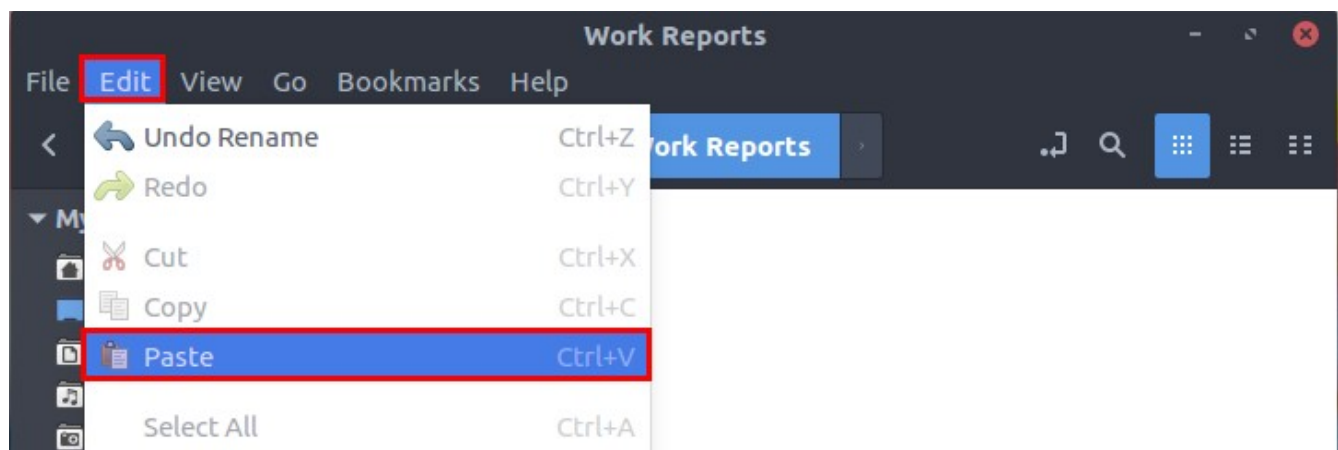 Work Reports
File Edit View Go Bookmarks Help
Undo Rename Ctrl+Z
ork Reports
Redo Ctrl+Y
My
Cut Ctrl+X
Copy Ctrl+C
Paste Ctrl+V
Select All Ctrl+A